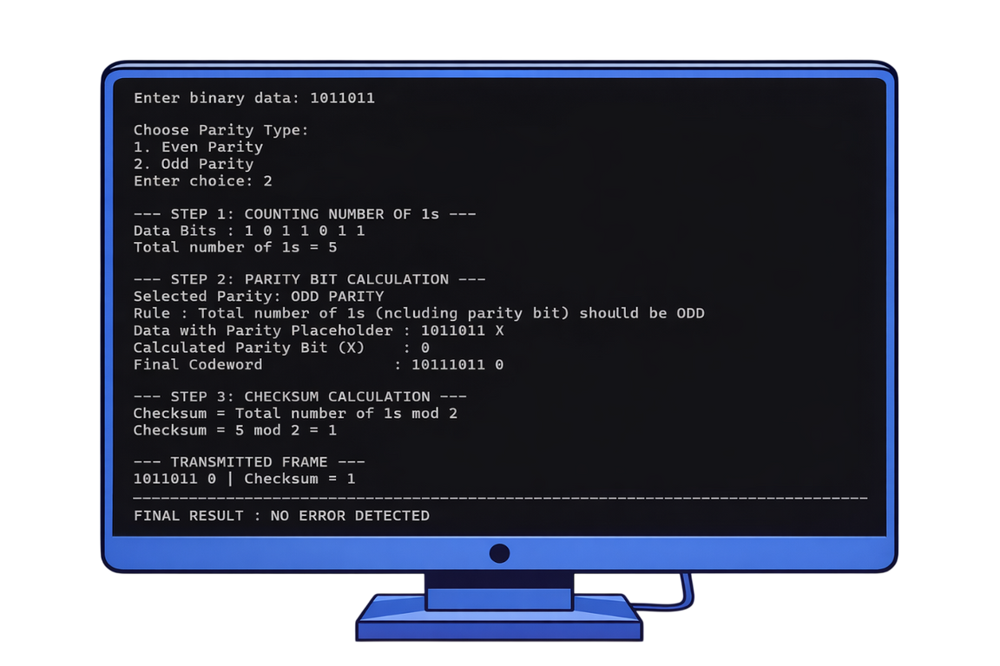 Enter binary data: 1011011
Choose Parity Type:
1. Even Parity
2. Odd Parity
Enter choice: 2
--- STEP 1: COUNTING NUMBER OF 1s ---
Data Bits : 1 0 1 1 0 1 1
Total number of 1s = 5
--- STEP 2: PARITY BIT CALCULATION ---
Selected Parity: ODD PARITY
Rule : Total number of 1s (ncluding parity bit) shoulld be ODD
Data with Parity Placeholder : 1011011 X
Calculated Parity Bit (X) : 0
Final Codeword : 10111011 0
--- STEP 3: CHECKSUM CALCULATION ---
Checksum = Total number of 1s mod 2
Checksum = 5 mod 2 = 1
--- TRANSMITTED FRAME ---
1011011 0 | Checksum = 1
--------------------------------------------------------------------------------
FINAL RESULT : NO ERROR DETECTED